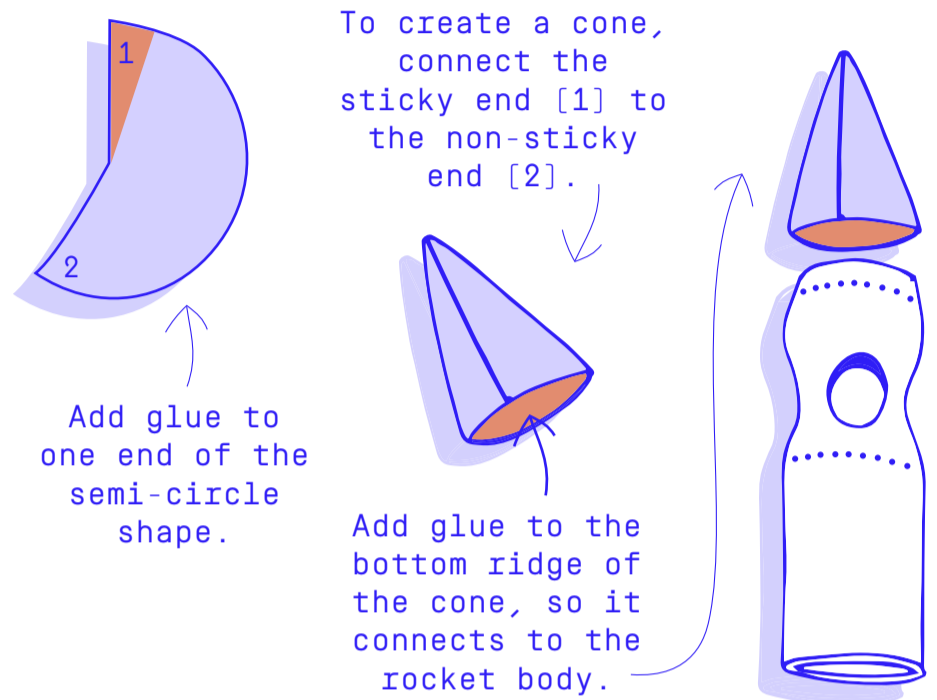 1
2
Add glue to
one end of the
semi-circle
shape.
To create a cone,
connect the
sticky end [1] to
the non-sticky
end [2].
Add glue to the
bottom ridge of
the cone, so it
connects to the
rocket body.